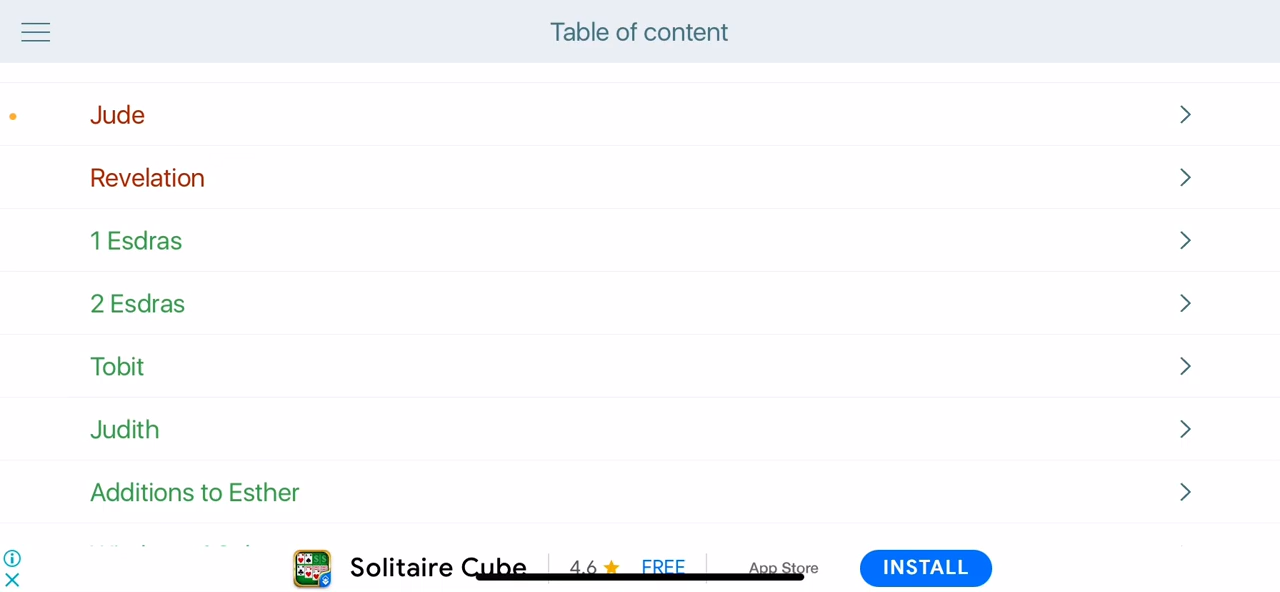 Table of content
Jude
Revelation
1 Esdras
2 Esdras
Tobit
Judith
Additions to Esther
Solitaire Cube 4.6 FREE App Store INSTALL